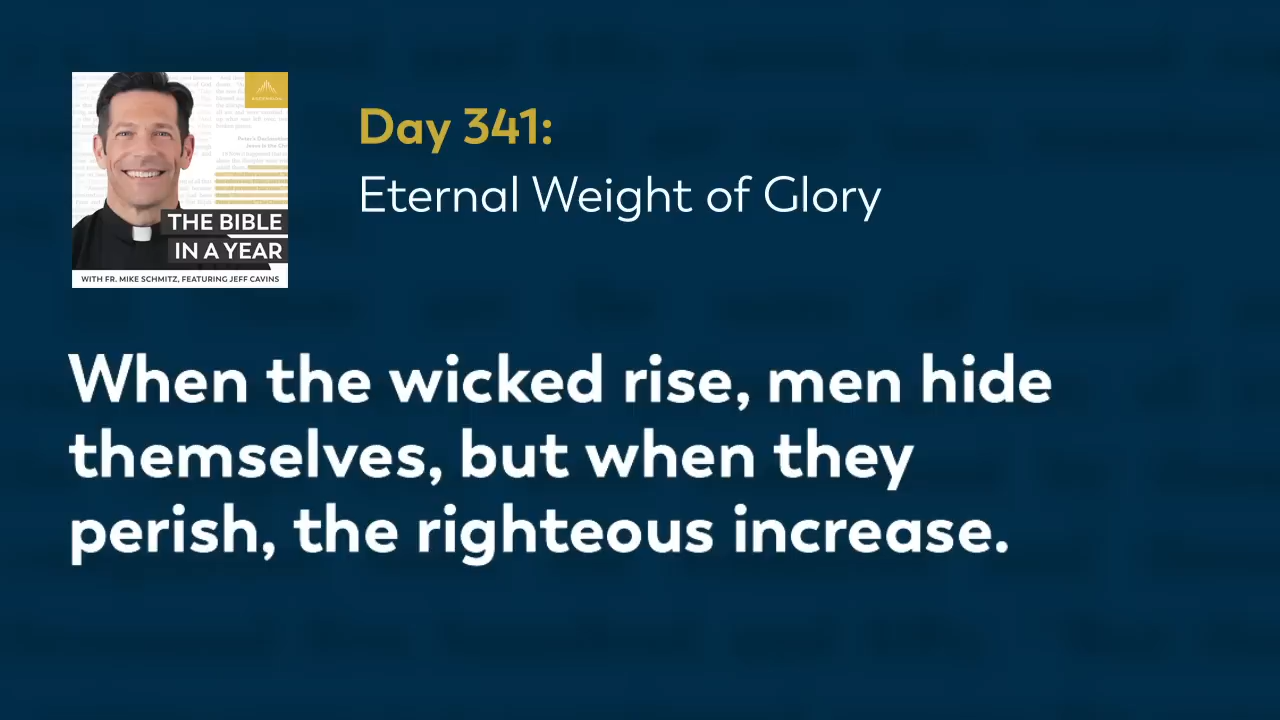 Day 341:
Eternal Weight of Glory
THE BIBLE
IN A YEAR
WITH FR. MIKE SCHMITZ, FEATURING JEFF CAVINS
When the wicked rise, men hide
themselves, but when they
perish, the righteous increase.